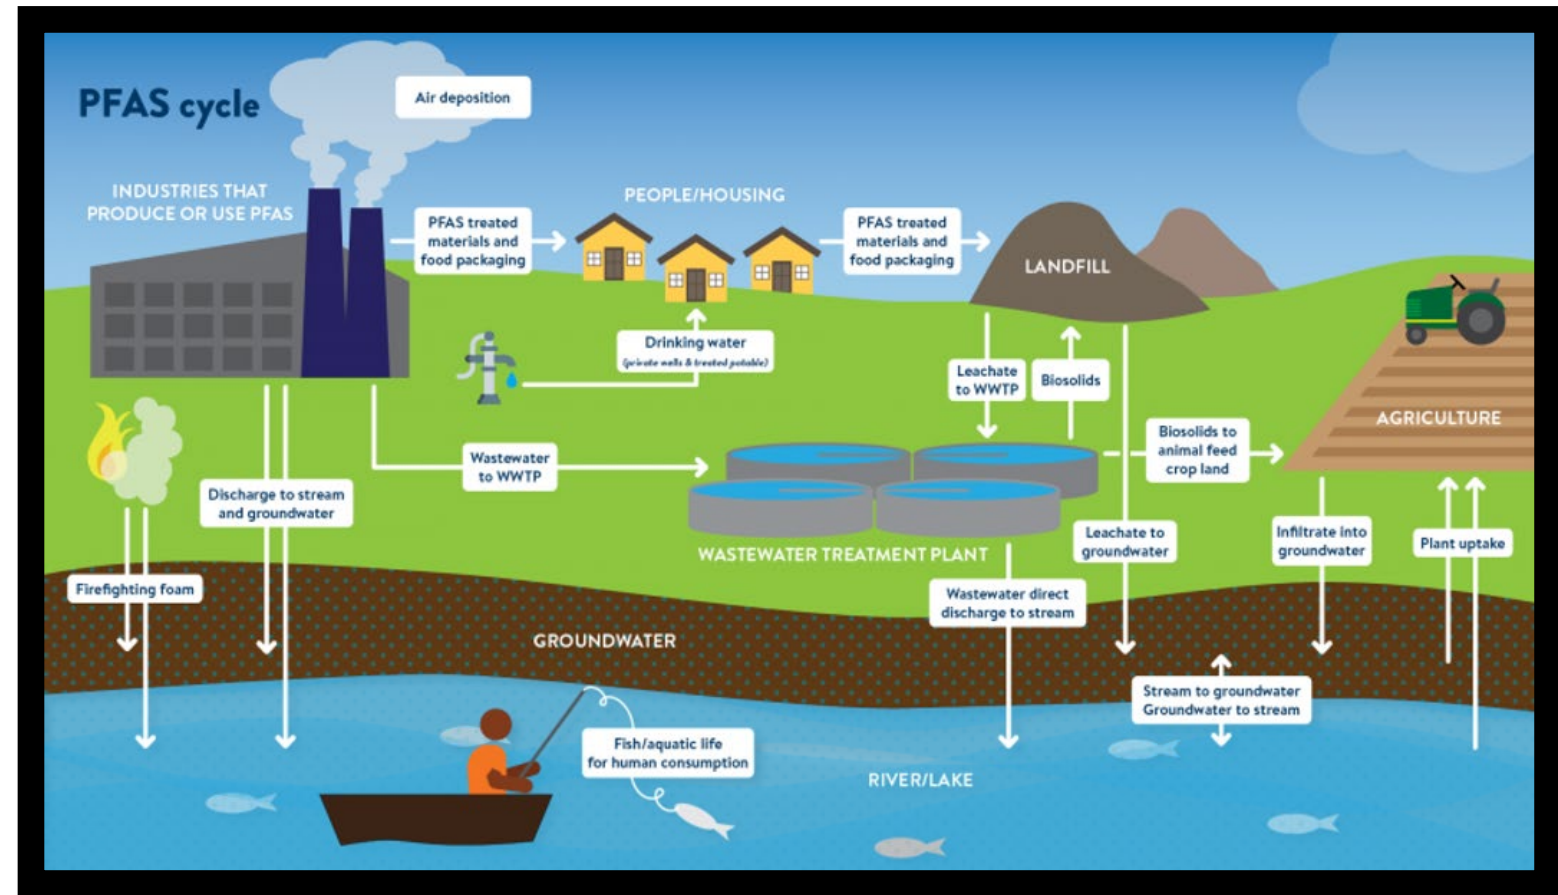 PFAS cycle
Air deposition
INDUSTRIES THAT
PRODUCE OR USE PFAS
PFAS treated
materials and
food packaging
PEOPLE/HOUSING
PFAS treated
materials and
food packaging
LANDFILL
Drinking water
(private wells & treated potable)
Leachate
to WWTP
Biosolids
AGRICULTURE
Biosolids to
animal feed
crop land
Wastewater
to WWTP
Discharge to stream
and groundwater
WASTEWATER TREATMENT PLANT
Leachate to
groundwater
Infiltrate into
groundwater
Plant uptake
Firefighting foam
Wastewater direct
discharge to stream
GROUNDWATER
Stream to groundwater
Groundwater to stream
Fish/aquatic life
for human consumption
RIVER/LAKE